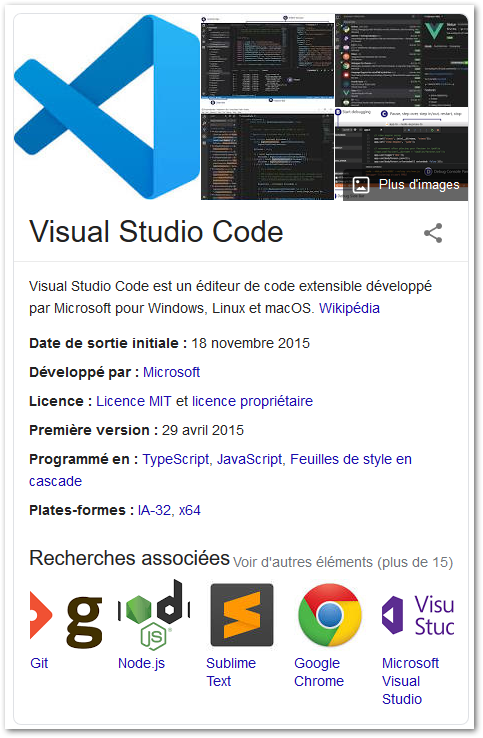 Plus d'images
Visual Studio Code
Visual Studio Code est un éditeur de code extensible développé
par Microsoft pour Windows, Linux et macOS. Wikipédia
Date de sortie initiale : 18 novembre 2015
Développé par : Microsoft
Licence : Licence MIT et licence propriétaire
Première version : 29 avril 2015
Programmé en : TypeScript, JavaScript, Feuilles de style en
cascade
Plates-formes : IA-32, x64
Recherches associées Voir d'autres éléments (plus de 15)
Git
Node.js
Sublime
Text
Google
Chrome
Microsoft
Visual
Studio